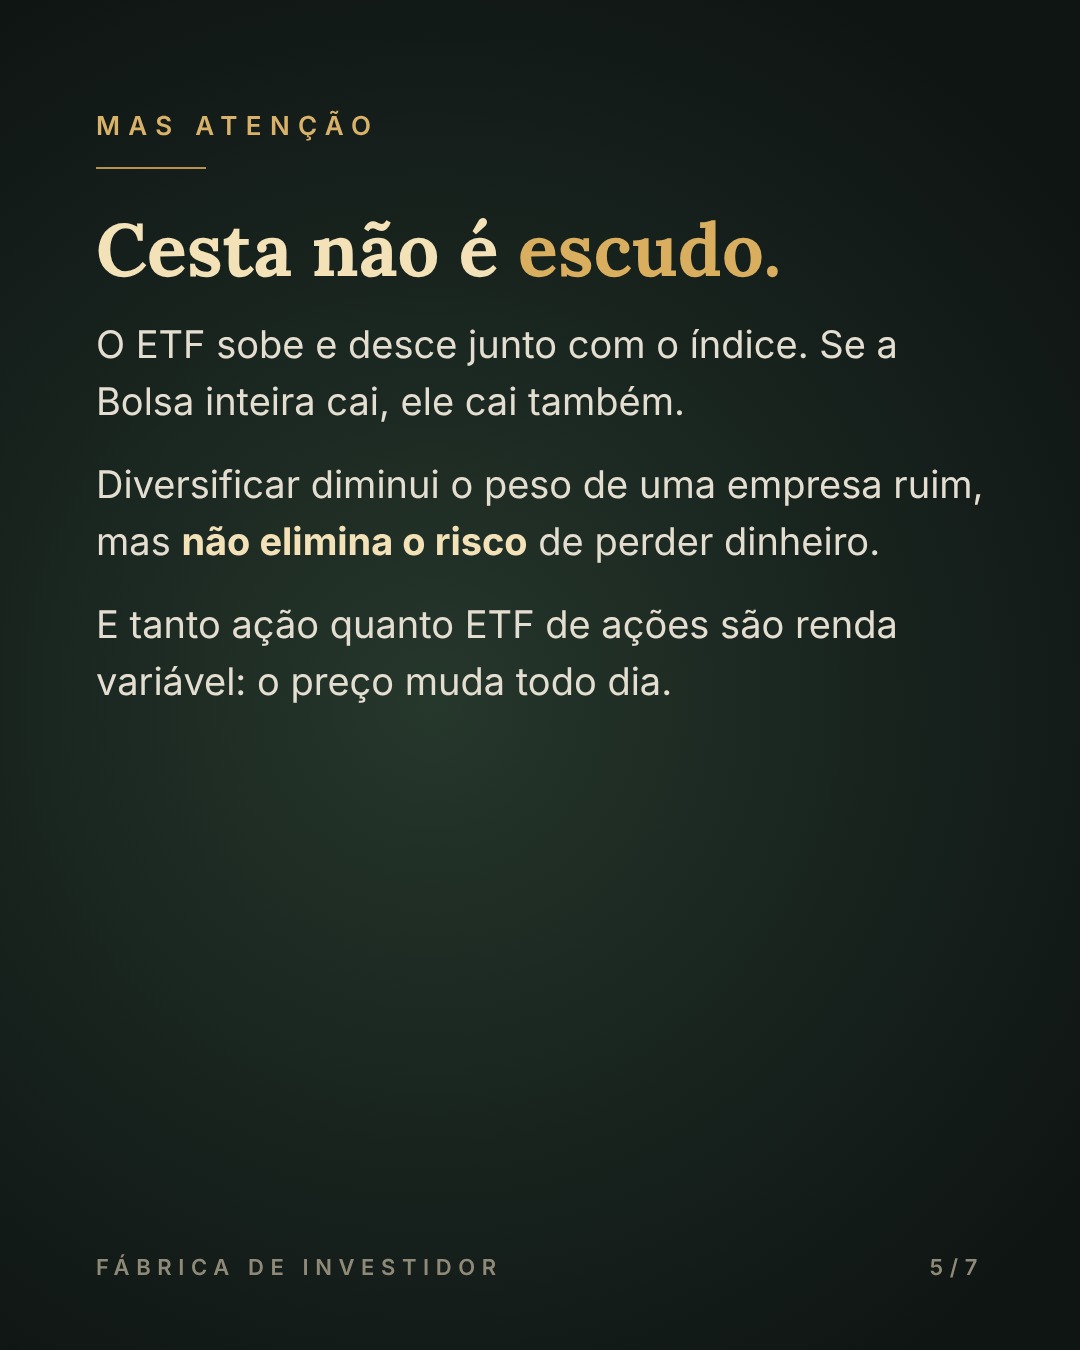 MAS ATENÇÃO
Cesta não é escudo.
O ETF sobe e desce junto com o índice. Se a
Bolsa inteira cai, ele cai também.
Diversificar diminui o peso de uma empresa ruim,
mas não elimina o risco de perder dinheiro.
E tanto ação quanto ETF de ações são renda
variável: o preço muda todo dia.
FÁBRICA DE INVESTIDOR
5/7